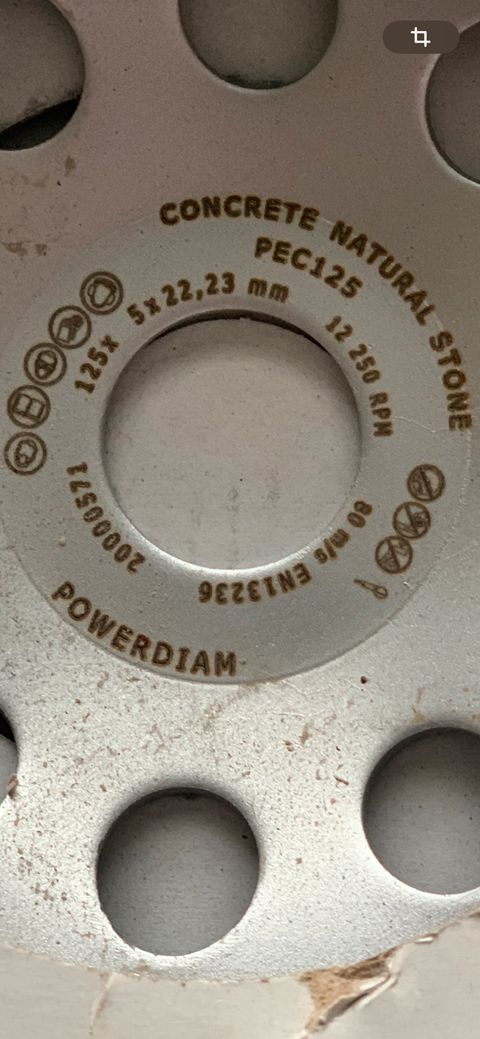 CONCRETE NATURAL STONE
PEC125
125x 5x22,23 mm
12 250 RPM
80 m/s EN13236
20000571
POWERDIAM